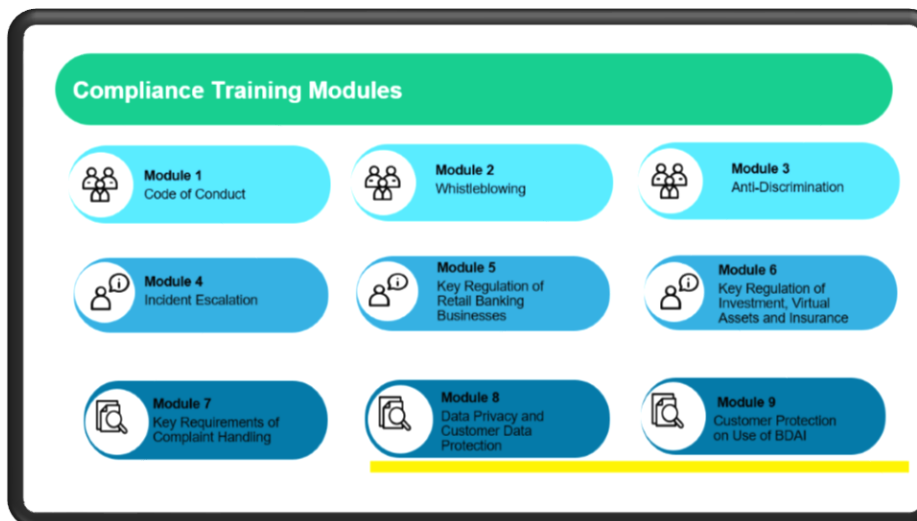 Compliance Training Modules
Module 1
Code of Conduct
Module 2
Whistleblowing
Module 3
Anti-Discrimination
Module 4
Incident Escalation
Module 5
Key Regulation of
Retail Banking
Businesses
Module 6
Key Regulation of
Investment, Virtual
Assets and Insurance
Module 7
Key Requirements of
Complaint Handling
Module 8
Data Privacy and
Customer Data
Protection
Module 9
Customer Protection
on Use of BDAI